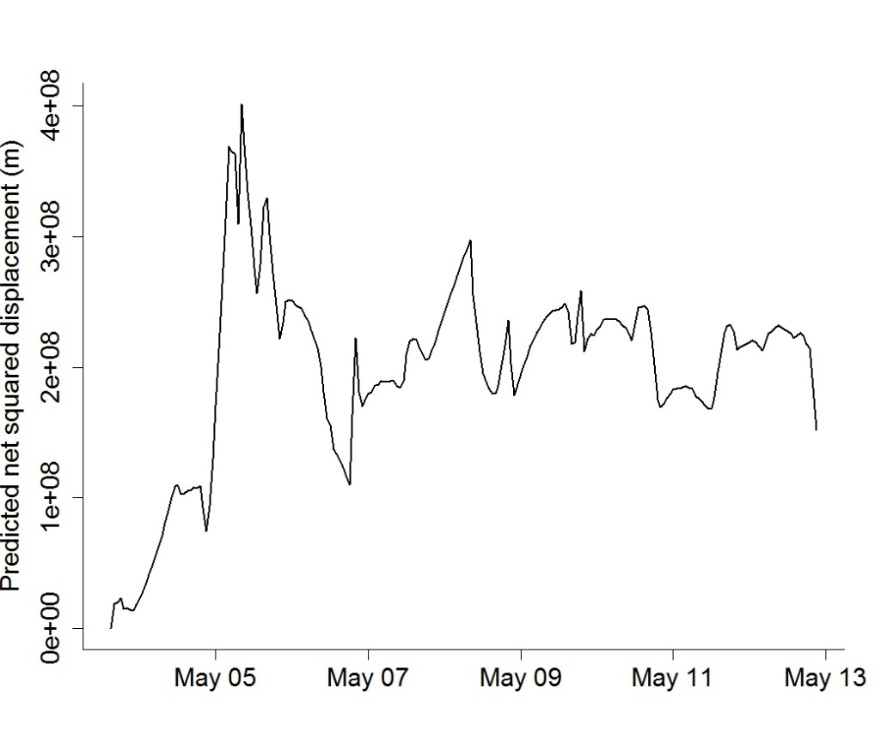 Predicted net squared displacement (m)
4e+08
3e+08
2e+08
1e+08
0e+00
May 05 May 07 May 09 May 11 May 13